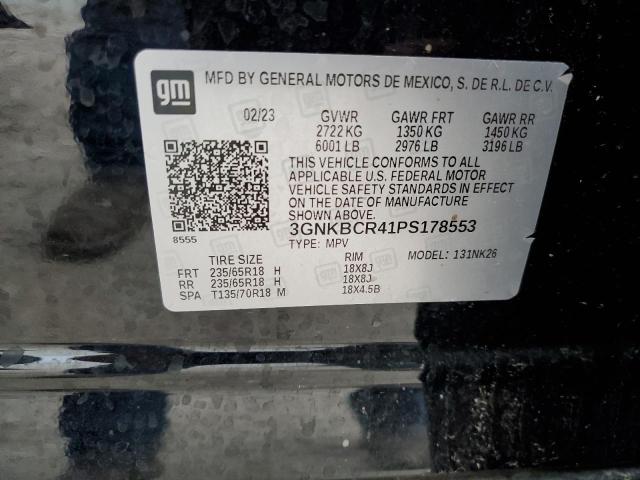 gm MFD BY GENERAL MOTORS DE MEXICO, S. DE R.L. DE C.V.
02/23 GVWR GAWR FRT GAWR RR
2722 KG 1350 KG 1450 KG
6001 LB 2976 LB 3196 LB
THIS VEHICLE CONFORMS TO ALL
APPLICABLE U.S. FEDERAL MOTOR
VEHICLE SAFETY STANDARDS IN EFFECT
ON THE DATE OF MANUFACTURE
SHOWN ABOVE.
8555 3GNKBCR41PS178553
TYPE: MPV MODEL: 131NK26
TIRE SIZE RIM
FRT 235/65R18 H 18X8J
RR 235/65R18 H 18X8J
SPA T135/70R18 M 18X4.5B